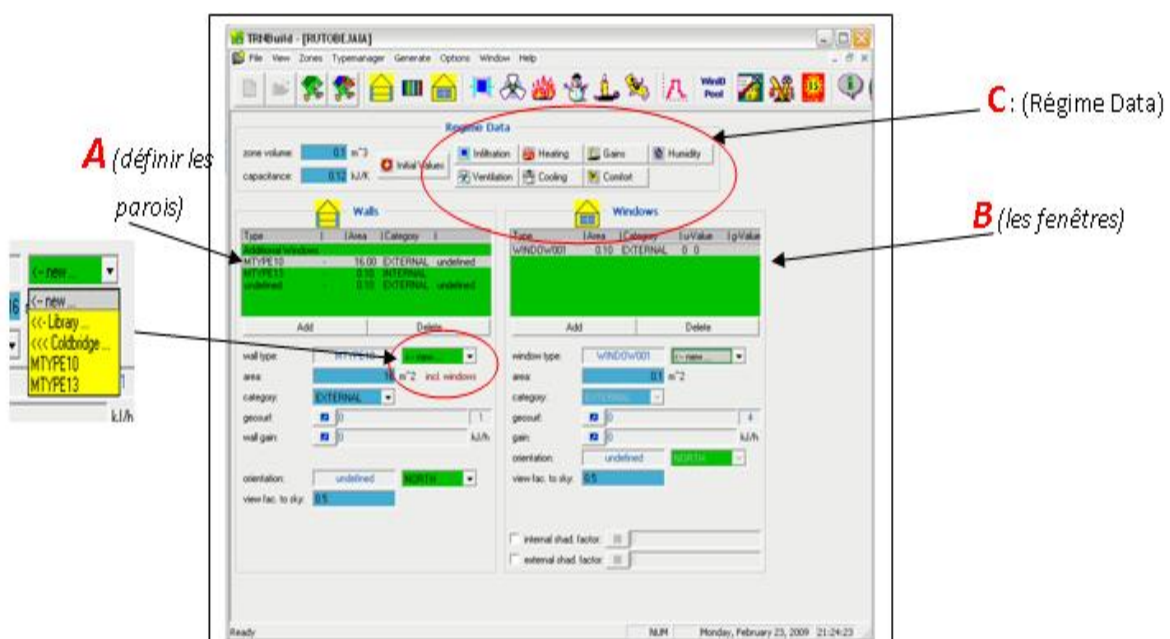 TRNBuild - [RUTOBEJAIA]
File View Zones Typemanager Generate Options Window Help
WinID
Pool
Régime Data
zone volume: 0.1 m^3
capacitance: 0.12 kJ/K
Initial Values
Infiltration Heating Gains Humidity
Ventilation Cooling Comfort
C : (Régime Data)
A (définir les
parois)
B (les fenêtres)
Walls
Type | | Area | Category |
Additional Windows
MTYPE10 - 16.00 EXTERNAL undefined
MTYPE13 - 0.10 INTERNAL
undefined - 0.10 EXTERNAL undefined
Add Delete
wall type: MTYPE10 <-- new ...
area: 16 m^2 incl. windows
category: EXTERNAL
geosurf: 0 1
wall gain: 0 kJ/h
orientation: undefined NORTH
view fac. to sky: 0.5
Windows
Type | Area | Category | u-Value | g-Value
WINDOW001 0.10 EXTERNAL 0 0
Add Delete
window type: WINDOW001 <-- new ...
area: 0.1 m^2
category: EXTERNAL
geosurf: 0 4
gain: 0 kJ/h
orientation: undefined NORTH
view fac. to sky: 0.5
internal shad. factor
external shad. factor
<-- new ...
<-- new ...
<<- Library ...
<<< Coldbridge ...
MTYPE10
MTYPE13
kJ/h
Ready NUM Monday, February 23, 2009 21:24:23